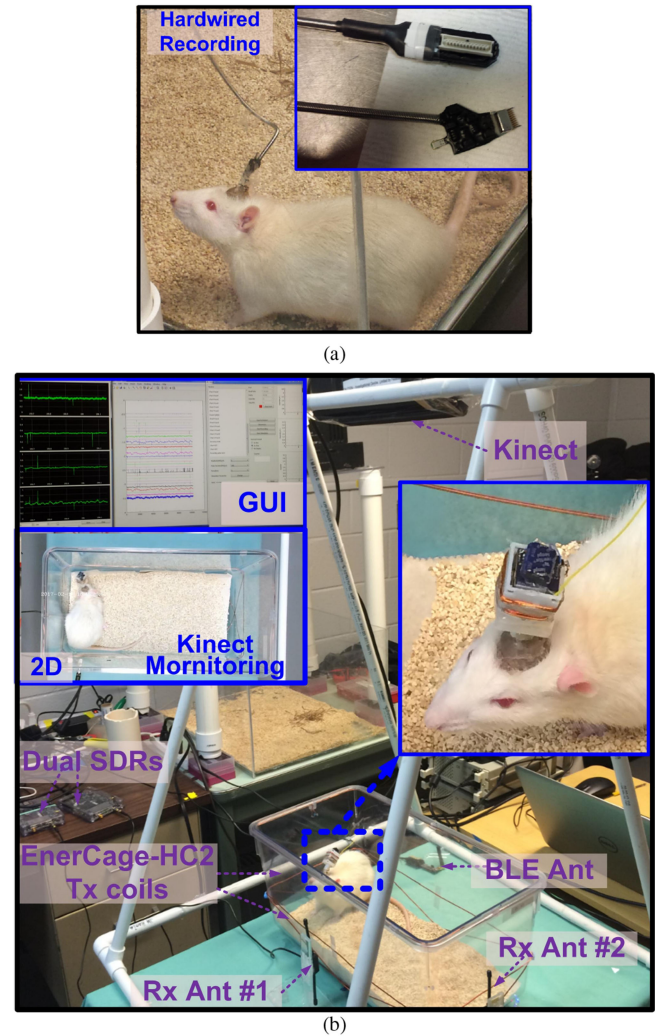 Hardwired
Recording
(a)
GUI
Kinect
2D
Kinect
Mornitoring
Dual SDRs
EnerCage-HC2
Tx coils
BLE Ant
Rx Ant #1
Rx Ant #2
(b)